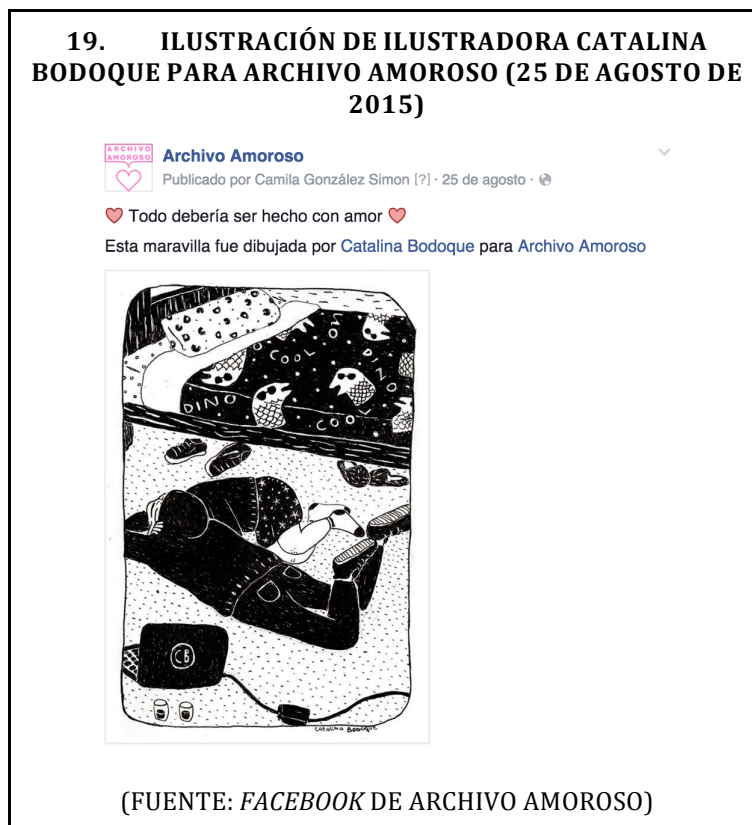 19. ILUSTRACIÓN DE ILUSTRADORA CATALINA
BODOQUE PARA ARCHIVO AMOROSO (25 DE AGOSTO DE
2015)
ARCHIVO
AMOROSO
Archivo Amoroso
Publicado por Camila González Simon [?] · 25 de agosto ·
Todo debería ser hecho con amor
Esta maravilla fue dibujada por Catalina Bodoque para Archivo Amoroso
COOL DINO
DINO
COOL
CB
Catalina Bodoque
(FUENTE: FACEBOOK DE ARCHIVO AMOROSO)